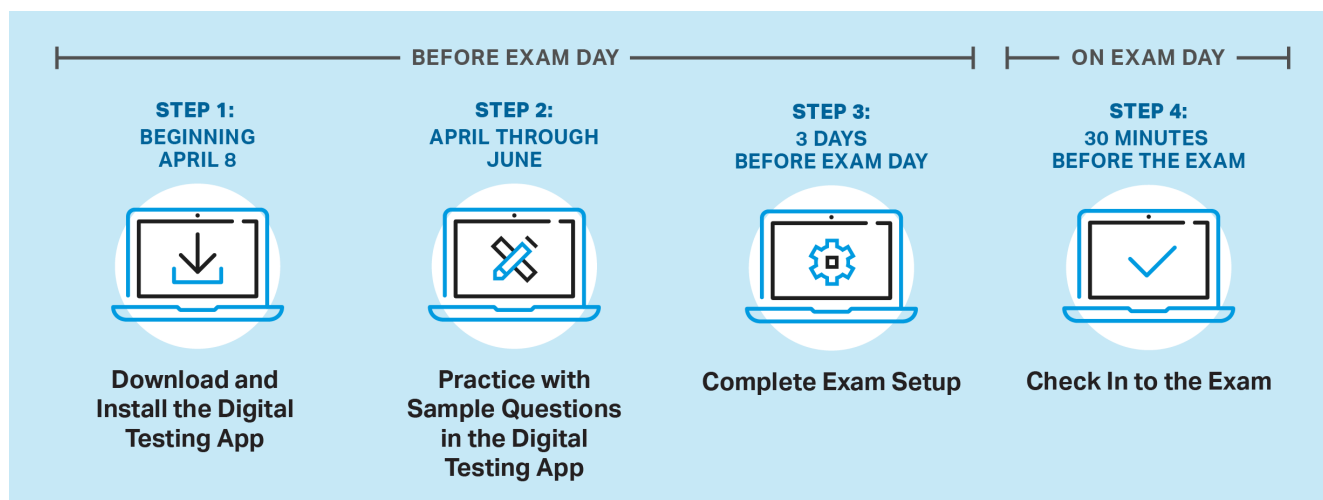 BEFORE EXAM DAY
ON EXAM DAY
STEP 1:
BEGINNING
APRIL 8
Download and
Install the Digital
Testing App
STEP 2:
APRIL THROUGH
JUNE
Practice with
Sample Questions
in the Digital
Testing App
STEP 3:
3 DAYS
BEFORE EXAM DAY
Complete Exam Setup
STEP 4:
30 MINUTES
BEFORE THE EXAM
Check In to the Exam